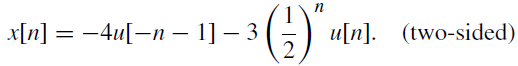 x[n] = −4u[−n − 1] − 3 (1/2)^n u[n]. (two-sided)